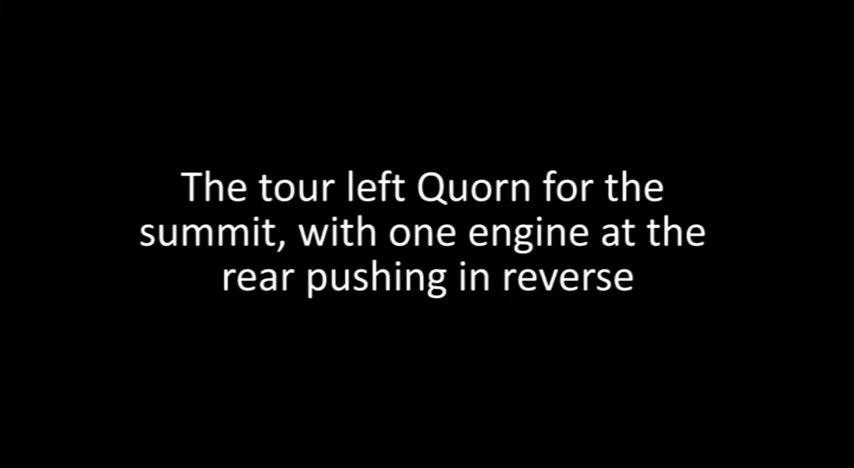 The tour left Quorn for the
summit, with one engine at the
rear pushing in reverse